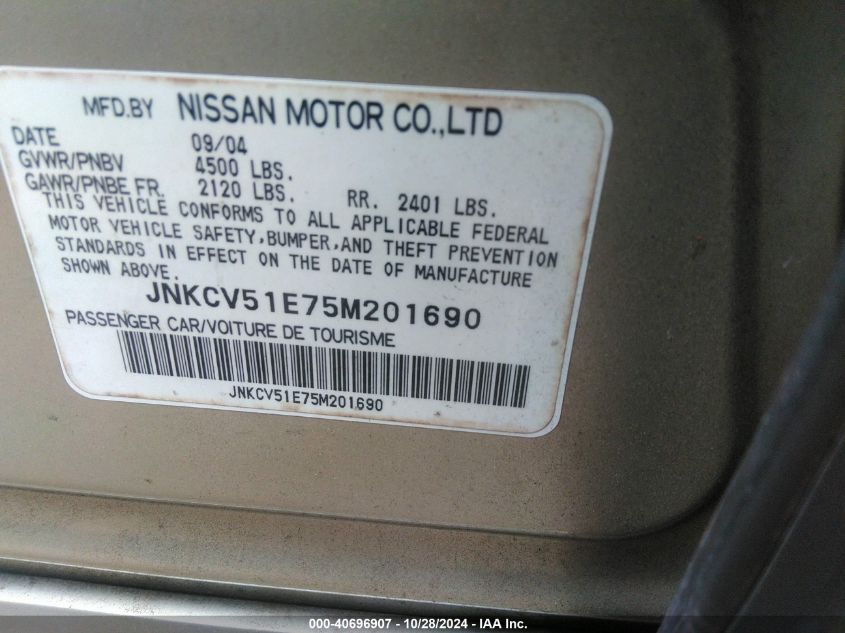 MFD.BY NISSAN MOTOR CO.,LTD
DATE 09/04
GVWR/PNBV 4500 LBS.
GAWR/PNBE FR. 2120 LBS. RR. 2401 LBS.
THIS VEHICLE CONFORMS TO ALL APPLICABLE FEDERAL
MOTOR VEHICLE SAFETY,BUMPER,AND THEFT PREVENTION
STANDARDS IN EFFECT ON THE DATE OF MANUFACTURE
SHOWN ABOVE.
JNKCV51E75M201690
PASSENGER CAR/VOITURE DE TOURISME
JNKCV51E75M201690
000-40696907 - 10/28/2024 - IAA Inc.